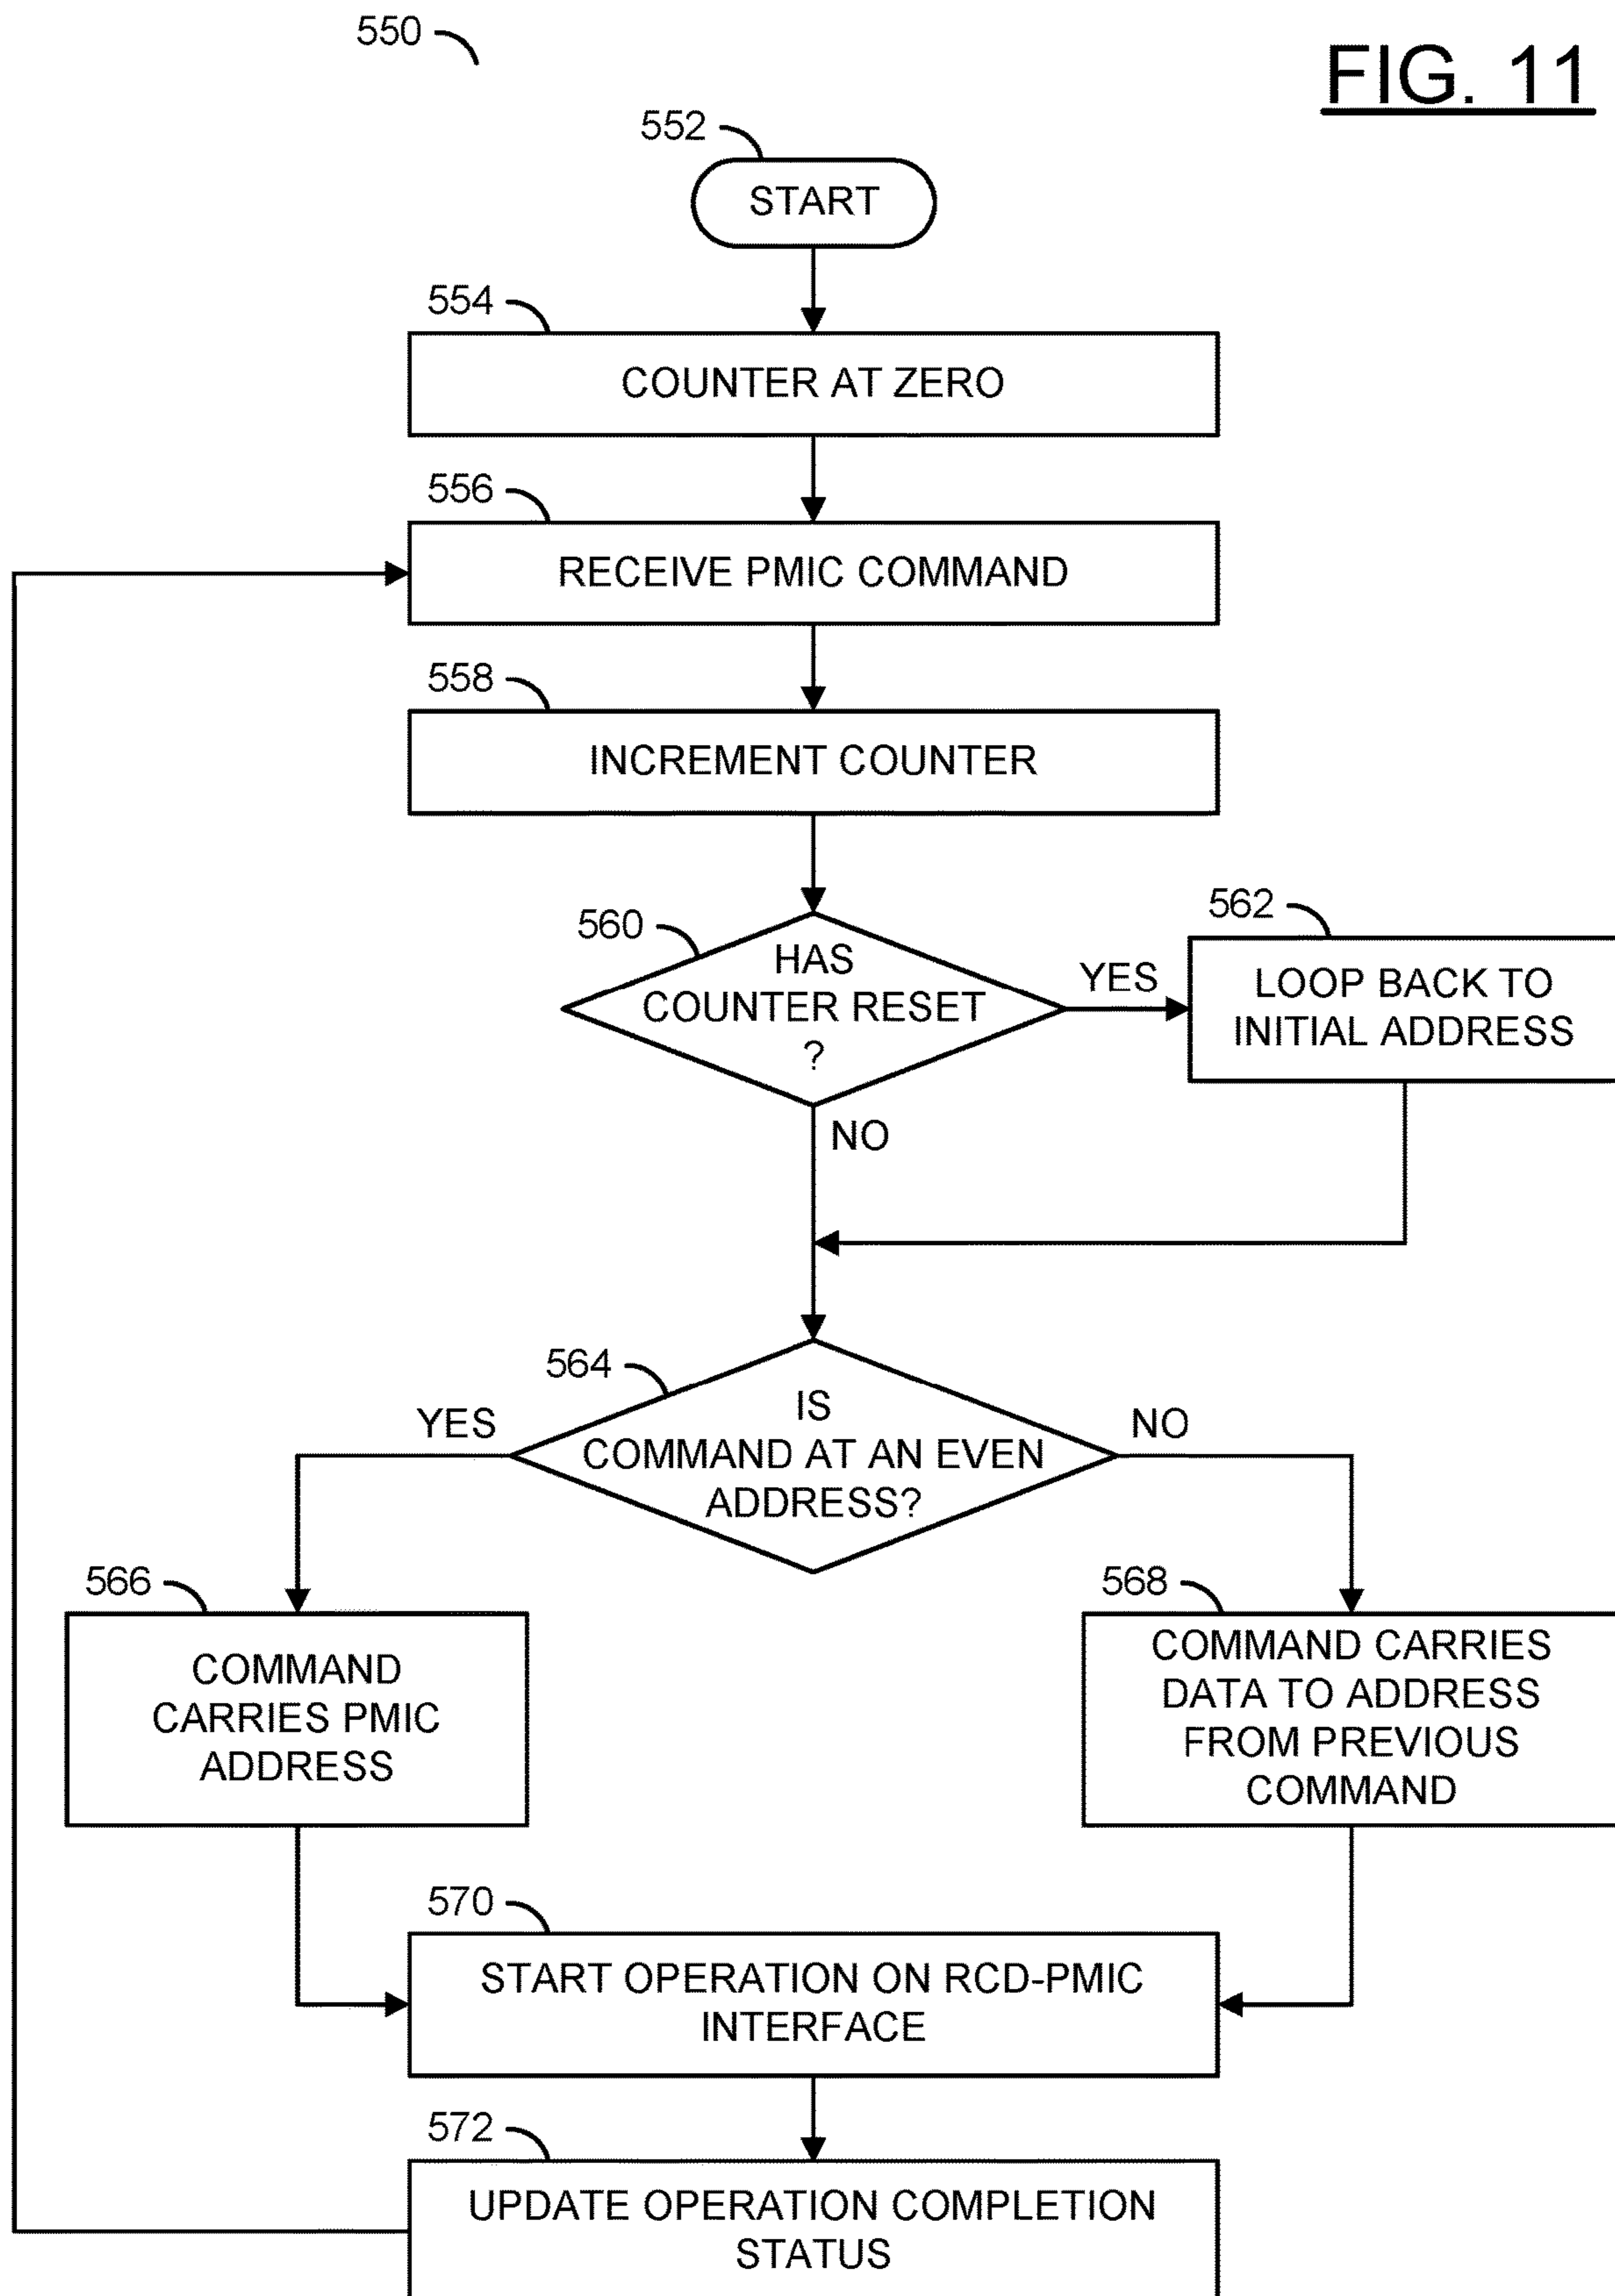 550
FIG. 11
552
START
554
COUNTER AT ZERO
556
RECEIVE PMIC COMMAND
558
INCREMENT COUNTER
560
HAS
COUNTER RESET
?
YES
NO
562
LOOP BACK TO
INITIAL ADDRESS
564
IS
COMMAND AT AN EVEN
ADDRESS?
YES
NO
566
COMMAND
CARRIES PMIC
ADDRESS
568
COMMAND CARRIES
DATA TO ADDRESS
FROM PREVIOUS
COMMAND
570
START OPERATION ON RCD-PMIC
INTERFACE
572
UPDATE OPERATION COMPLETION
STATUS